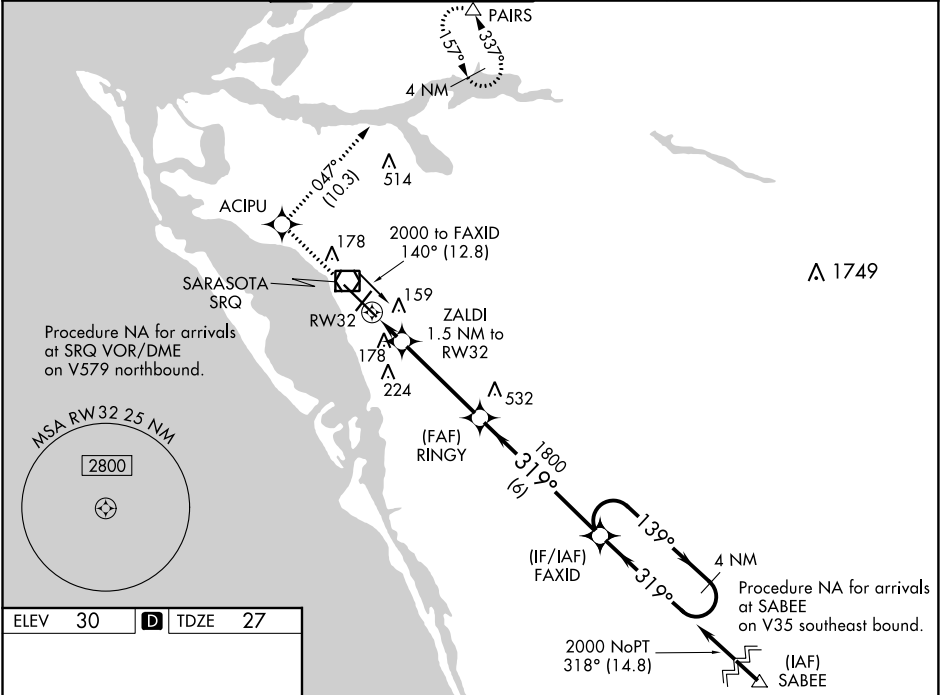 PAIRS
157°
337°
4 NM
047°
(10.3)
514
ACIPU
178
2000 to FAXID
140° (12.8)
SARASOTA
SRQ
1749
159
RW32
ZALDI
1.5 NM to
RW32
178
224
Procedure NA for arrivals
at SRQ VOR/DME
on V579 northbound.
532
MSA RW32 25 NM
2800
(FAF)
RINGY
1800
319°
(6)
139°
(IF/IAF)
FAXID
4 NM
319°
Procedure NA for arrivals
at SABEE
on V35 southeast bound.
ELEV 30 D TDZE 27
2000 NoPT
318° (14.8)
(IAF)
SABEE